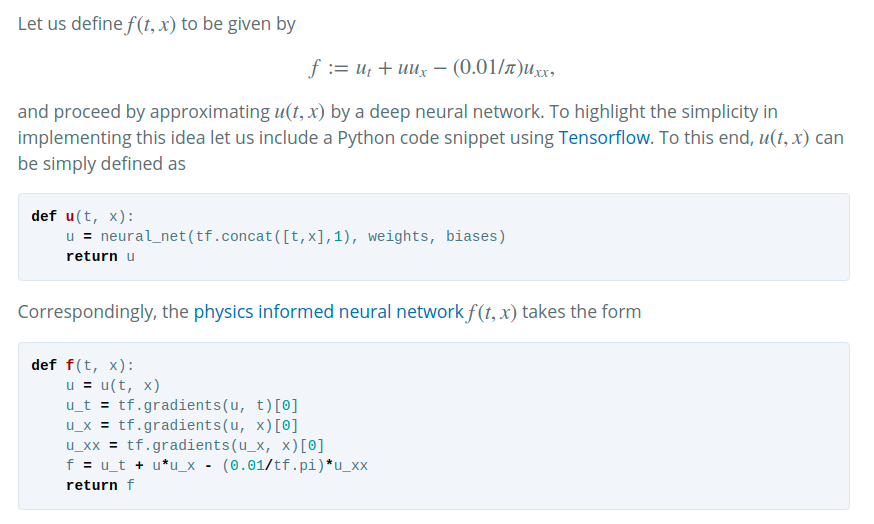 Let us define f(t, x) to be given by
f := u_t + uu_x − (0.01/π)u_xx,
and proceed by approximating u(t, x) by a deep neural network. To highlight the simplicity in
implementing this idea let us include a Python code snippet using Tensorflow. To this end, u(t, x) can
be simply defined as
def u(t, x):
    u = neural_net(tf.concat([t,x],1), weights, biases)
    return u
Correspondingly, the physics informed neural network f(t, x) takes the form
def f(t, x):
    u = u(t, x)
    u_t = tf.gradients(u, t)[0]
    u_x = tf.gradients(u, x)[0]
    u_xx = tf.gradients(u_x, x)[0]
    f = u_t + u*u_x - (0.01/tf.pi)*u_xx
    return f